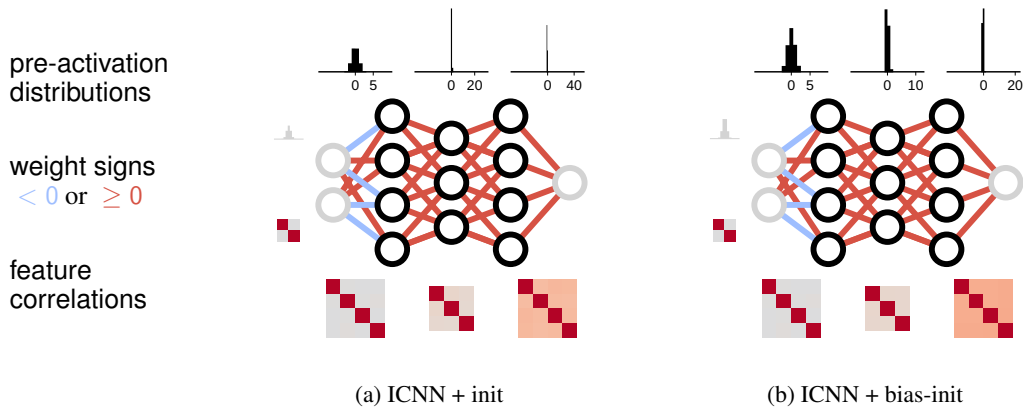 pre-activation
distributions
weight signs
< 0 or ≥ 0
feature
correlations
0 5
0 20
0 40
(a) ICNN + init
0 5
0 10
0 20
(b) ICNN + bias-init